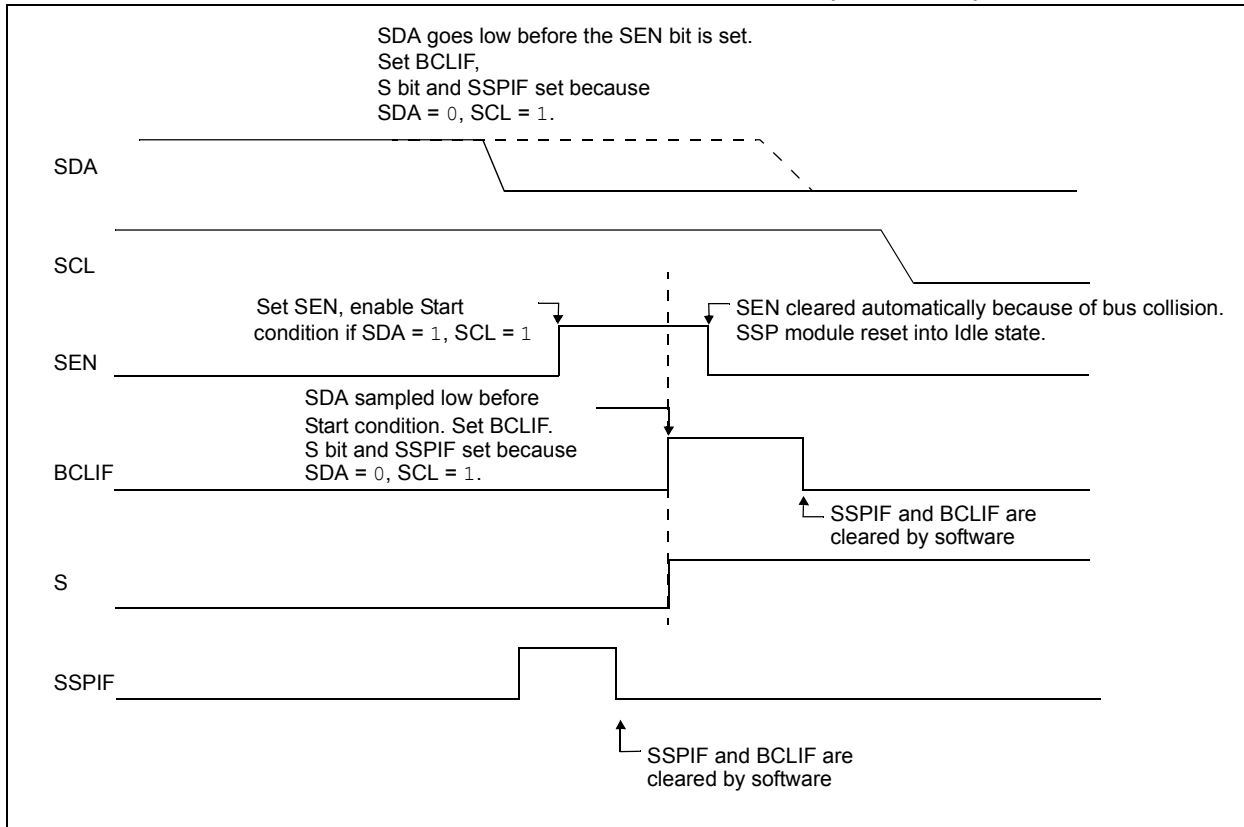 SDA goes low before the SEN bit is set.
Set BCLIF,
S bit and SSPIF set because
SDA = 0, SCL = 1.
SDA
SCL
Set SEN, enable Start
condition if SDA = 1, SCL = 1
SEN cleared automatically because of bus collision.
SSP module reset into Idle state.
SEN
SDA sampled low before
Start condition. Set BCLIF.
S bit and SSPIF set because
SDA = 0, SCL = 1.
BCLIF
SSPIF and BCLIF are
cleared by software
S
SSPIF
SSPIF and BCLIF are
cleared by software